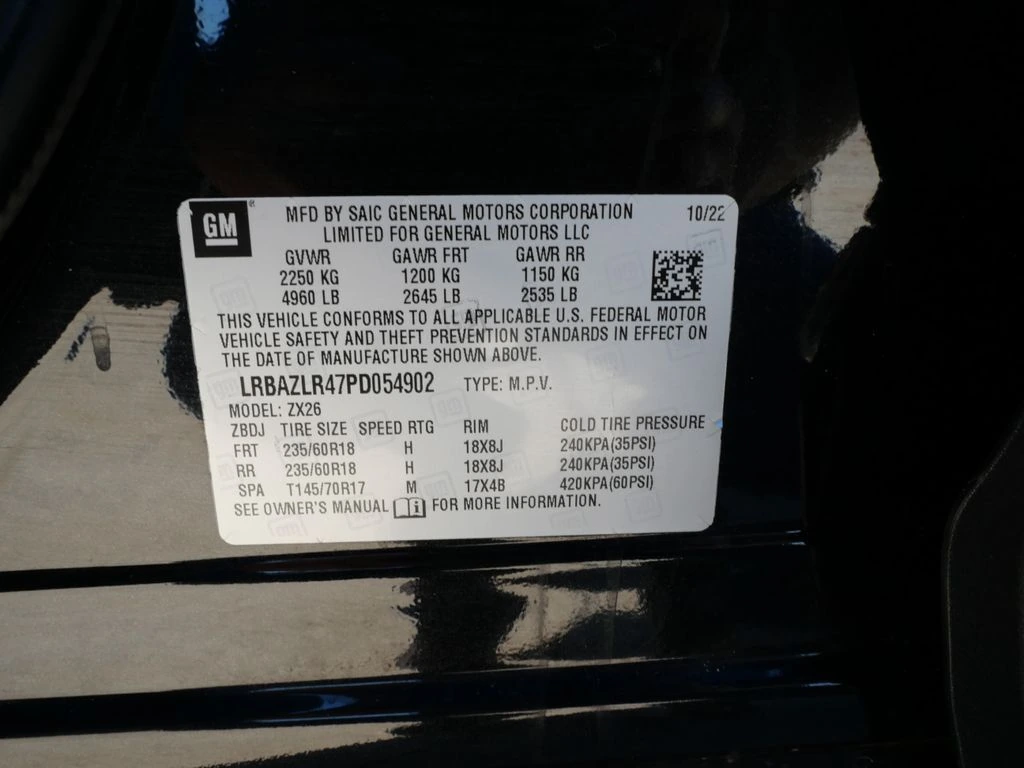 GM ® MFD BY SAIC GENERAL MOTORS CORPORATION 10/22
LIMITED FOR GENERAL MOTORS LLC
GVWR GAWR FRT GAWR RR
2250 KG 1200 KG 1150 KG
4960 LB 2645 LB 2535 LB
THIS VEHICLE CONFORMS TO ALL APPLICABLE U.S. FEDERAL MOTOR
VEHICLE SAFETY AND THEFT PREVENTION STANDARDS IN EFFECT ON
THE DATE OF MANUFACTURE SHOWN ABOVE.
LRBAZLR47PD054902 TYPE: M.P.V.
MODEL: ZX26
ZBDJ TIRE SIZE SPEED RTG RIM COLD TIRE PRESSURE
FRT 235/60R18 H 18X8J 240KPA(35PSI)
RR 235/60R18 H 18X8J 240KPA(35PSI)
SPA T145/70R17 M 17X4B 420KPA(60PSI)
SEE OWNER'S MANUAL FOR MORE INFORMATION.